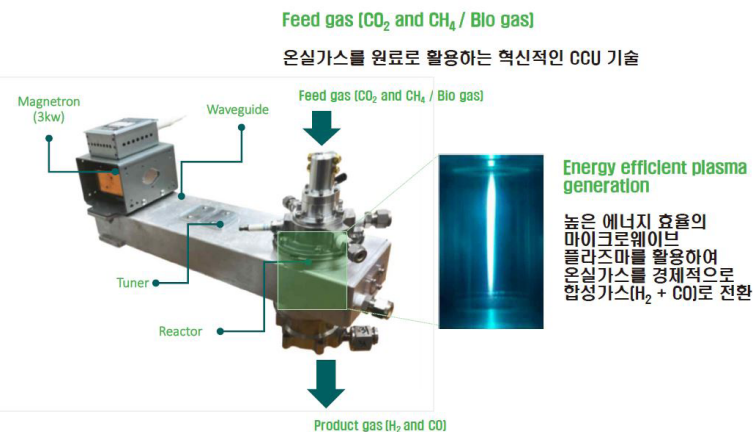 Feed gas (CO₂ and CH₄ / Bio gas)
온실가스를 원료로 활용하는 혁신적인 CCU 기술
Feed gas (CO₂ and CH₄ / Bio gas)
Magnetron
(3kw)
Waveguide
Energy efficient plasma
generation
높은 에너지 효율의
마이크로웨이브
플라즈마를 활용하여
온실가스를 경제적으로
합성가스(H₂ + CO)로 전환
Tuner
Reactor
Product gas (H₂ and CO)